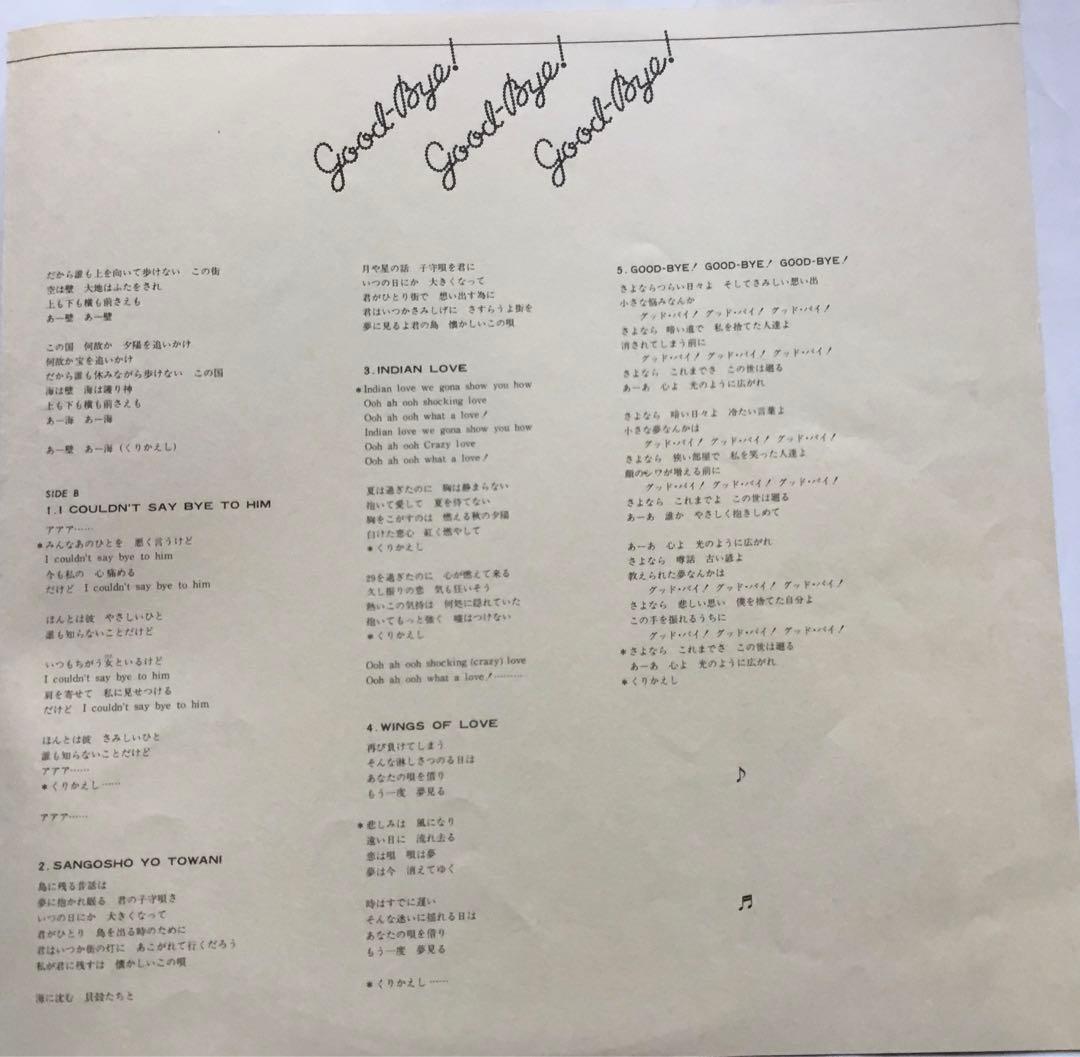 Good-Bye! Good-Bye! Good-Bye!
だから誰も上を向いて歩けない この街
空は壁 大地はふたをされ
上も下も横も前さえも
あー壁 あー壁
この国 何故か 夕陽を追いかけ
何故か宝を追いかけ
だから誰も休みながら歩けない この国
海は壁 海は護り神
上も下も横も前さえも
あー海 あー海
あー壁 あー海(くりかえし)
SIDE B
1. I COULDN'T SAY BYE TO HIM
アアア……
*みんなあのひとを 悪く言うけど
I couldn't say bye to him
今も私の 心痛める
だけど I couldn't say bye to him
ほんとは彼 やさしいひと
誰も知らないことだけど
いつもちがう女といるけど
I couldn't say bye to him
肩を寄せて 私に見せつける
だけど I couldn't say bye to him
ほんとは彼 さみしいひと
誰も知らないことだけど
アアア……
*くりかえし……
アアア……
2. SANGOSHO YO TOWANI
島に残る昔話は
夢に抱かれ眠る 君の子守唄さ
いつの日にか 大きくなって
君がひとり 島を出る時のために
君はいつか街の灯に あこがれて行くだろう
私が君に残すは 懐かしいこの唄
海に沈む 貝殻たちと
月や星の話 子守唄を君に
いつの日にか 大きくなって
君がひとり街で 想い出す為に
君はいつかさみしげに さすらうよ街を
夢に見るよ君の島 懐かしいこの唄
3. INDIAN LOVE
*Indian love we gona show you how
Ooh ah ooh shocking love
Ooh ah ooh what a love!
Indian love we gona show you how
Ooh ah ooh Crazy love
Ooh ah ooh what a love!
夏は過ぎたのに 胸は静まらない
抱いて愛して 夏を待てない
胸をこがすのは 燃える秋の夕陽
白けた恋心 紅く燃やして
*くりかえし
29を過ぎたのに 心が燃えて来る
久し振りの恋 気も狂いそう
熱いこの気持は 何処に隠れていた
抱いてもっと強く 嘘はつけない
*くりかえし
Ooh ah ooh shocking (crazy) love
Ooh ah ooh what a love!………
4. WINGS OF LOVE
再び負けてしまう
そんな淋しさつのる日は
あなたの唄を借り
もう一度 夢見る
*悲しみは 風になり
遠い日に 流れ去る
恋は唄 唄は夢
夢は今 消えてゆく
時はすでに遅い
そんな迷いに揺れる日は
あなたの唄を借り
もう一度 夢見る
*くりかえし……
5. GOOD-BYE! GOOD-BYE! GOOD-BYE!
さよならつらい日々よ そしてさみしい想い出
小さな悩みなんか
グッド・バイ! グッド・バイ! グッド・バイ!
さよなら 暗い道で 私を捨てた人達よ
消されてしまう前に
グッド・バイ! グッド・バイ! グッド・バイ!
さよなら これまでさ この世は廻る
あーあ 心よ 光のように広がれ
さよなら 暗い日々よ 冷たい言葉よ
小さな夢なんかは
グッド・バイ! グッド・バイ! グッド・バイ!
さよなら 狭い部屋で 私を笑った人達よ
顔のシワが増える前に
グッド・バイ! グッド・バイ! グッド・バイ!
さよなら これまでよ この世は廻る
あーあ 誰か やさしく抱きしめて
あーあ 心よ 光のように広がれ
さよなら 噂話 古い諺よ
教えられた夢なんかは
グッド・バイ! グッド・バイ! グッド・バイ!
さよなら 悲しい思い 僕を捨てた自分よ
この手を振れるうちに
グッド・バイ! グッド・バイ! グッド・バイ!
*さよなら これまでさ この世は廻る
あーあ 心よ 光のように広がれ
*くりかえし